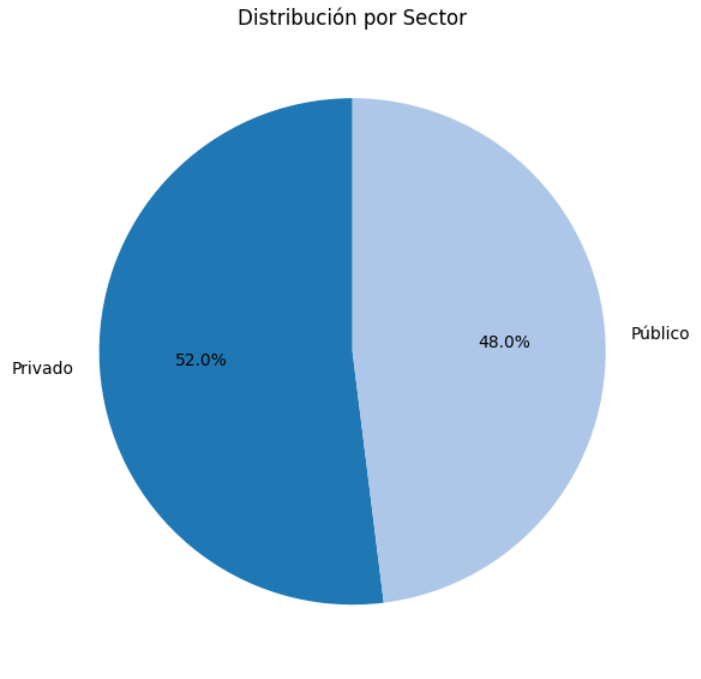 Distribución por Sector
Público
48.0%
52.0%
Privado